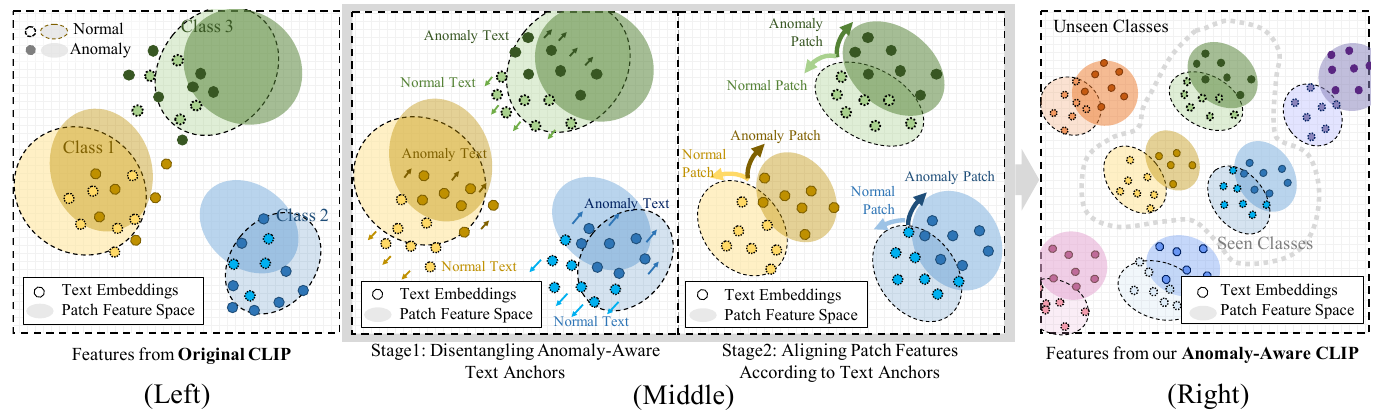 Normal
Anomaly
Class 3
Class 1
Class 2
Text Embeddings
Patch Feature Space
Features from Original CLIP
(Left)
Anomaly Text
Normal Text
Anomaly Text
Normal Text
Anomaly Text
Normal Text
Text Embeddings
Patch Feature Space
Stage1: Disentangling Anomaly-Aware
Text Anchors
Anomaly
Patch
Normal Patch
Anomaly Patch
Normal
Patch
Anomaly Patch
Normal
Patch
Text Embeddings
Patch Feature Space
Stage2: Aligning Patch Features
According to Text Anchors
(Middle)
Unseen Classes
Seen Classes
Text Embeddings
Patch Feature Space
Features from our Anomaly-Aware CLIP
(Right)